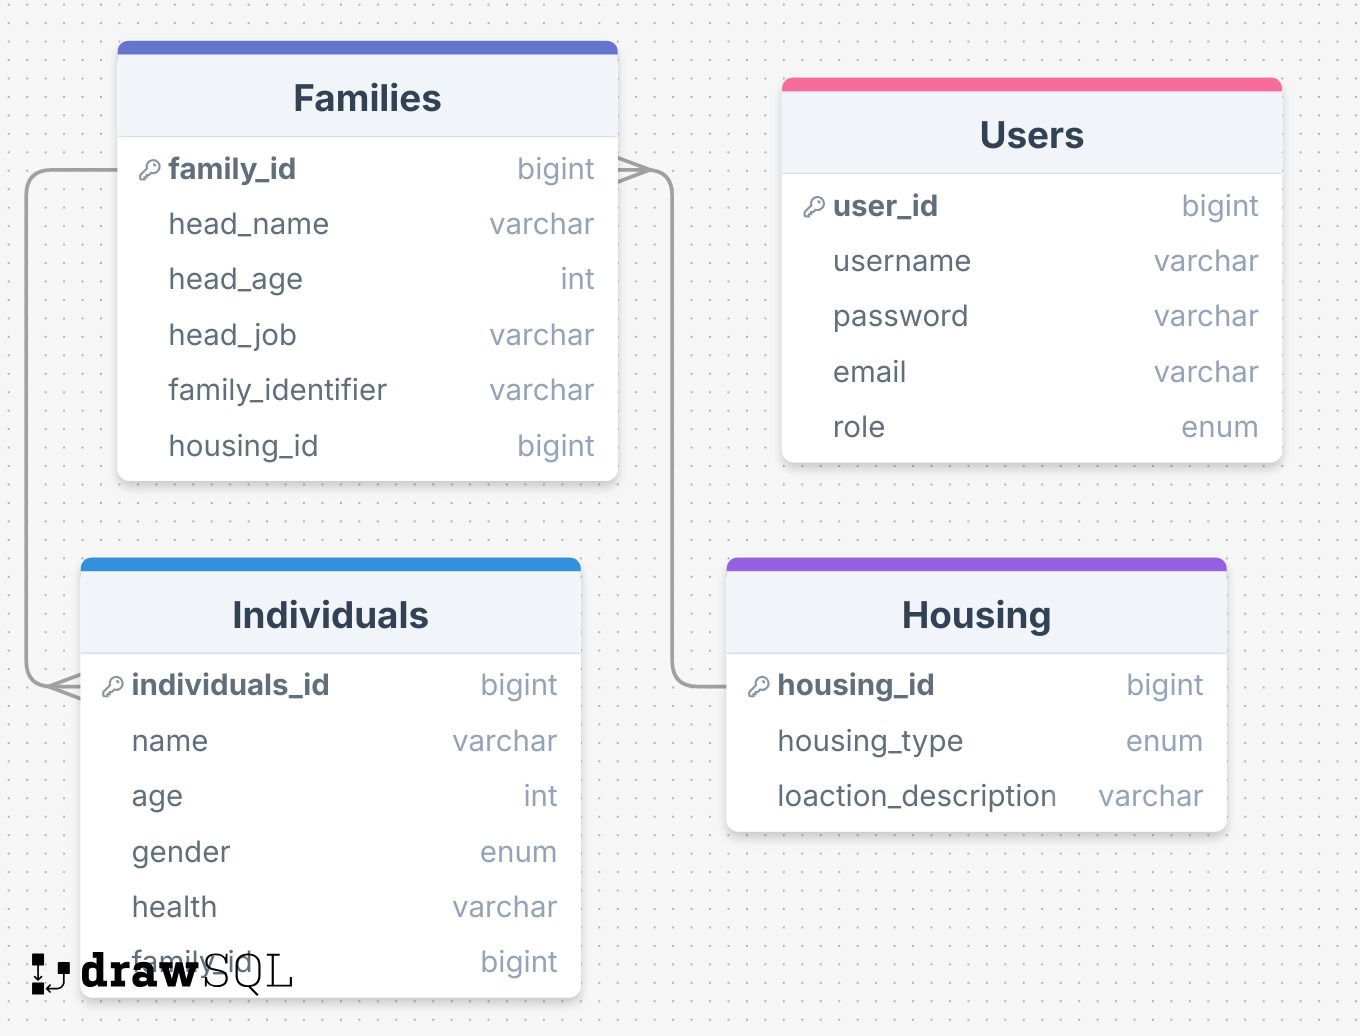 Families
family_id bigint
head_name varchar
head_age int
head_job varchar
family_identifier varchar
housing_id bigint
Users
user_id bigint
username varchar
password varchar
email varchar
role enum
Individuals
individuals_id bigint
name varchar
age int
gender enum
health varchar
family_id bigint
Housing
housing_id bigint
housing_type enum
loaction_description varchar
drawSQL